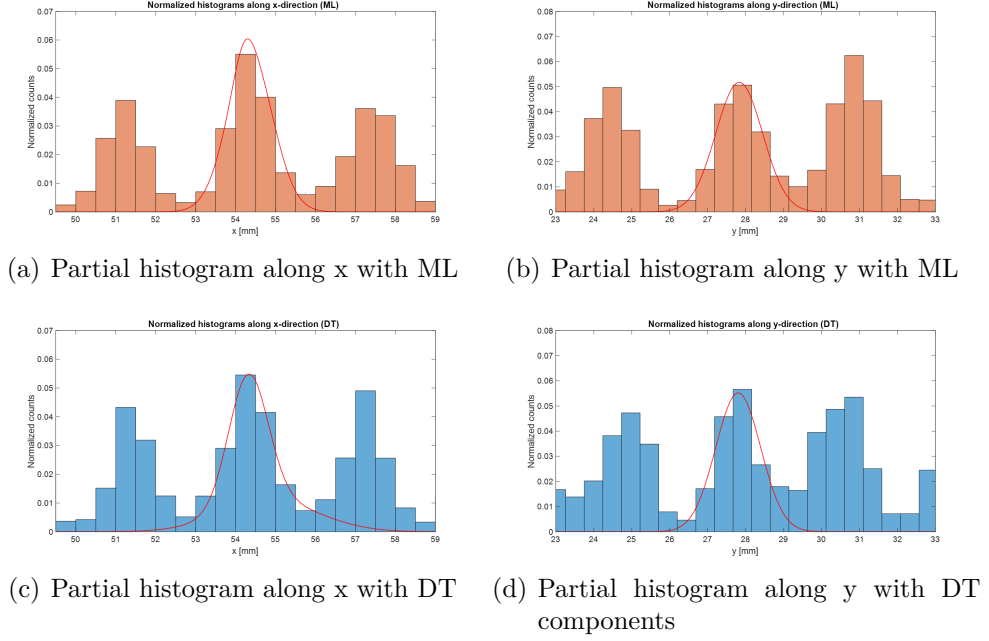 Normalized histograms along x-direction (ML)
0.07
0.06
0.05
0.04
0.03
0.02
0.01
0
Normalized counts
50 51 52 53 54 55 56 57 58 59
x [mm]
(a) Partial histogram along x with ML
Normalized histograms along y-direction (ML)
0.08
0.07
0.06
0.05
0.04
0.03
0.02
0.01
0
Normalized counts
23 24 25 26 27 28 29 30 31 32 33
y [mm]
(b) Partial histogram along y with ML
Normalized histograms along x-direction (DT)
0.07
0.06
0.05
0.04
0.03
0.02
0.01
0
Normalized counts
50 51 52 53 54 55 56 57 58 59
x [mm]
(c) Partial histogram along x with DT
Normalized histograms along y-direction (DT)
0.08
0.07
0.06
0.05
0.04
0.03
0.02
0.01
0
Normalized counts
23 24 25 26 27 28 29 30 31 32 33
y [mm]
(d) Partial histogram along y with DT
components